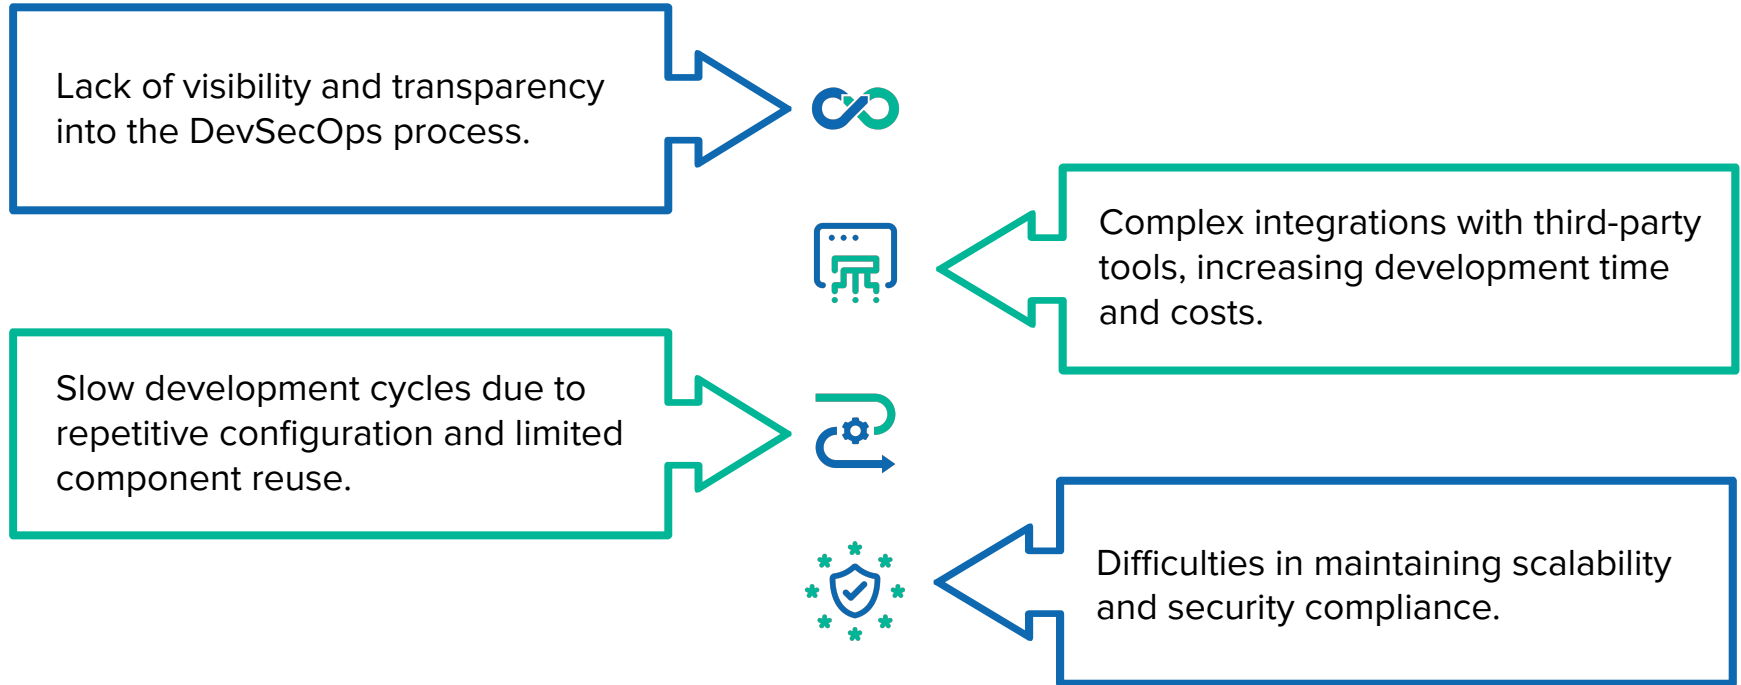 Lack of visibility and transparency
into the DevSecOps process.
Complex integrations with third-party
tools, increasing development time
and costs.
Slow development cycles due to
repetitive configuration and limited
component reuse.
Difficulties in maintaining scalability
and security compliance.